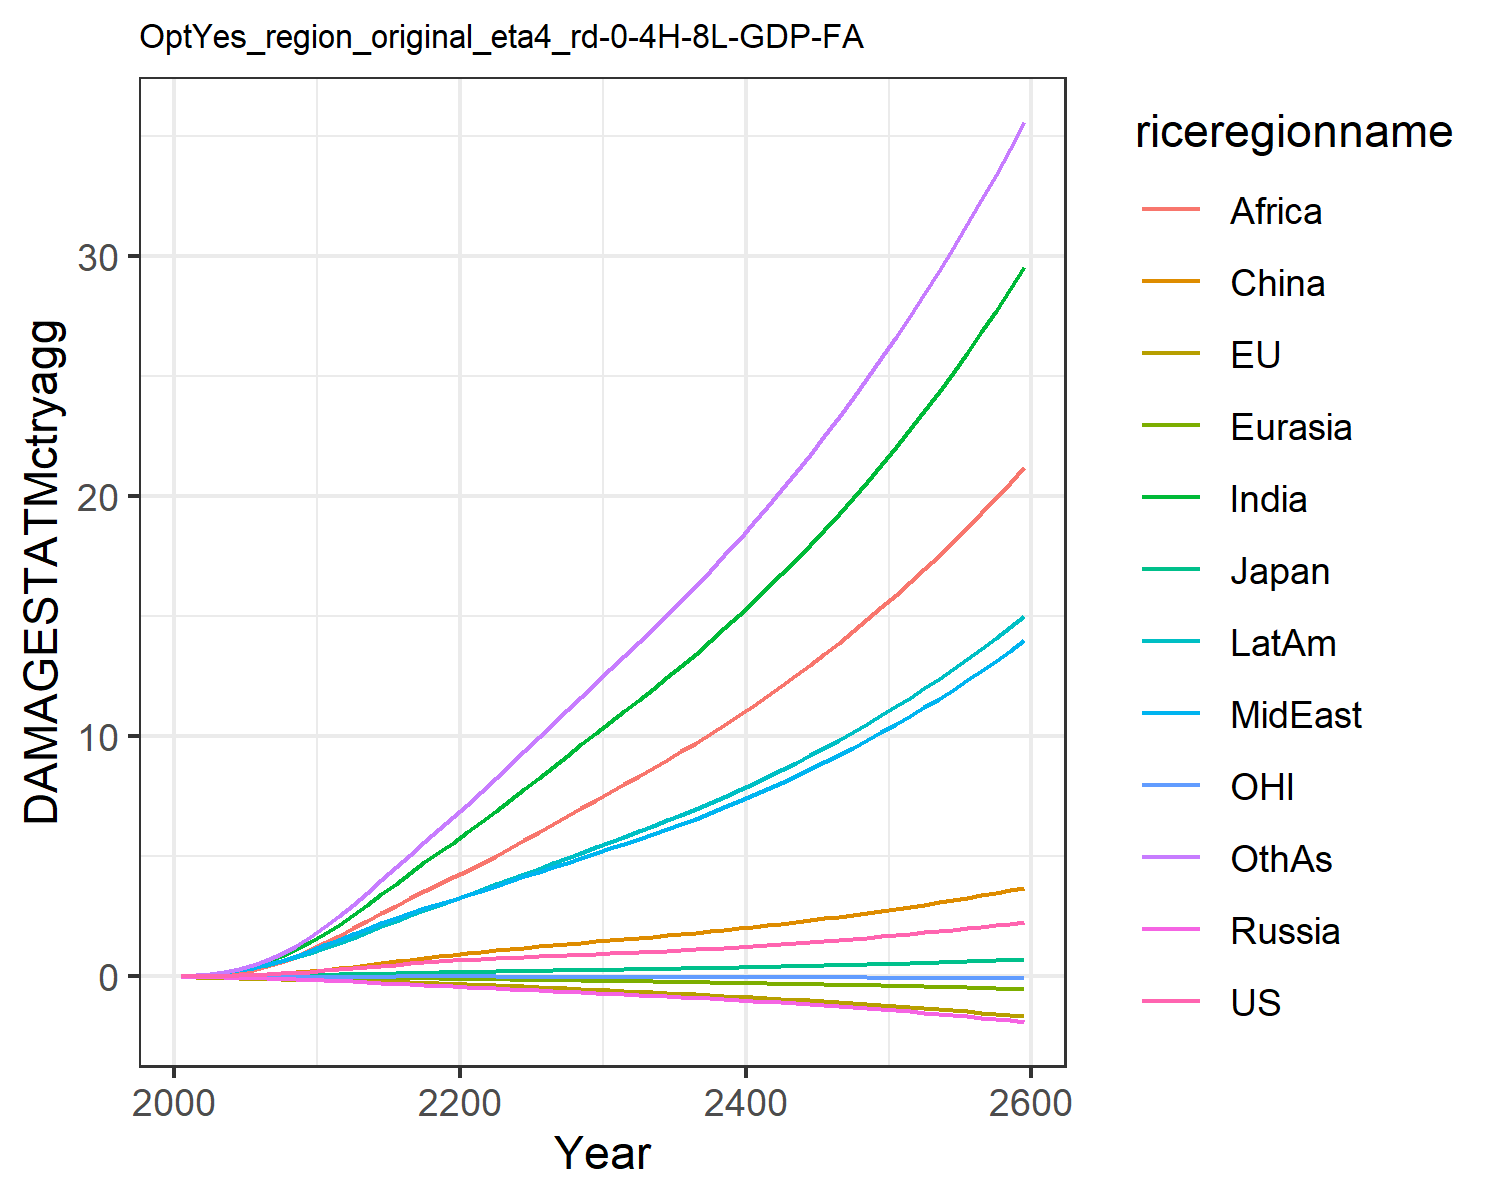 OptYes_region_original_eta4_rd-0-4H-8L-GDP-FA
DAMAGESTATMctryagg
30
20
10
0
2000 2200 2400 2600
Year
riceregionname
Africa
China
EU
Eurasia
India
Japan
LatAm
MidEast
OHI
OthAs
Russia
US